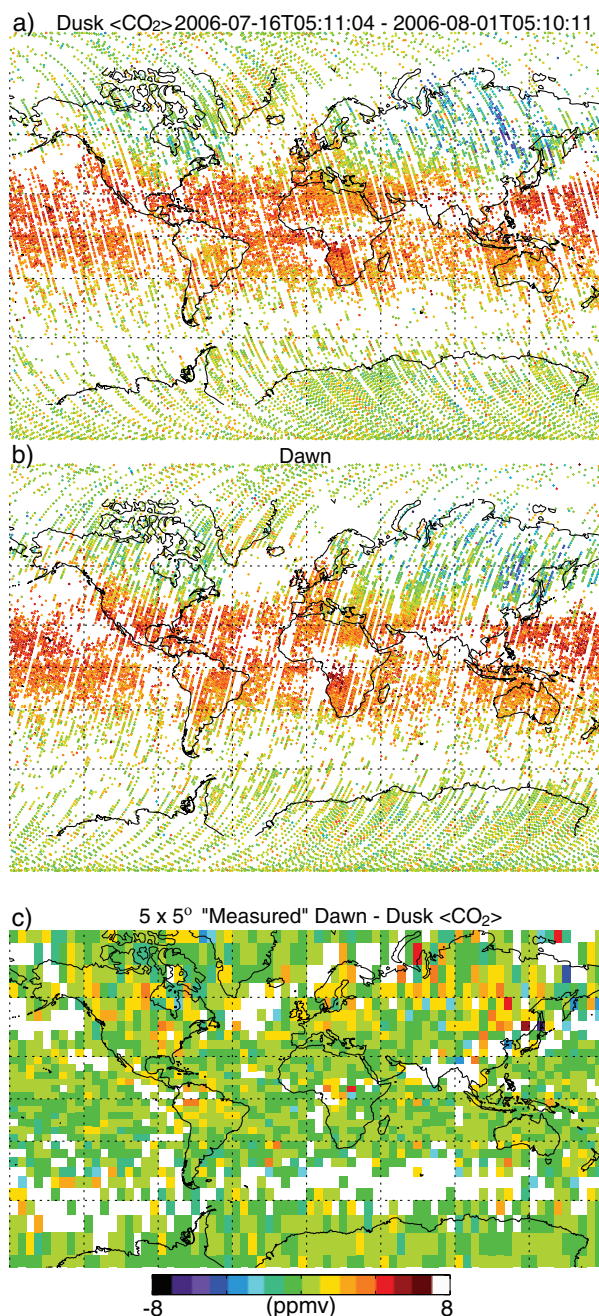 a) Dusk <CO₂> 2006-07-16T05:11:04 - 2006-08-01T05:10:11
b) Dawn
c) 5 x 5° "Measured" Dawn - Dusk <CO₂>
-8 (ppmv) 8